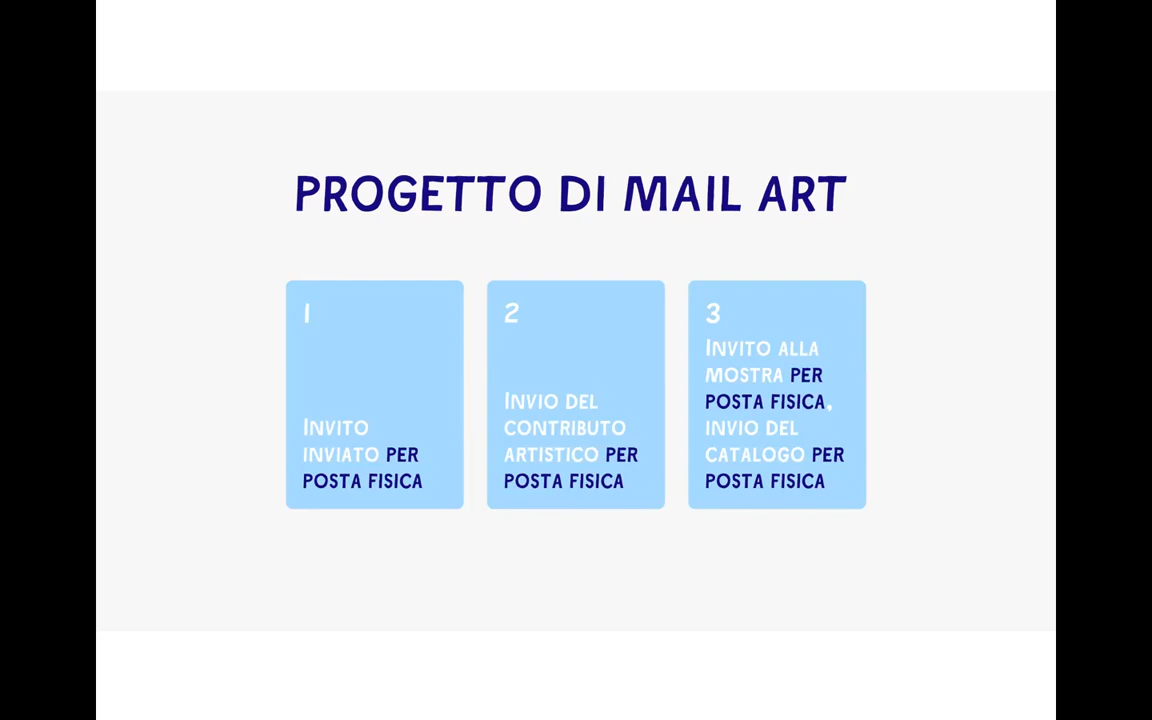 PROGETTO DI MAIL ART
1
INVITO
INVIATO PER
POSTA FISICA
2
INVIO DEL
CONTRIBUTO
ARTISTICO PER
POSTA FISICA
3
INVITO ALLA
MOSTRA PER
POSTA FISICA,
INVIO DEL
CATALOGO PER
POSTA FISICA